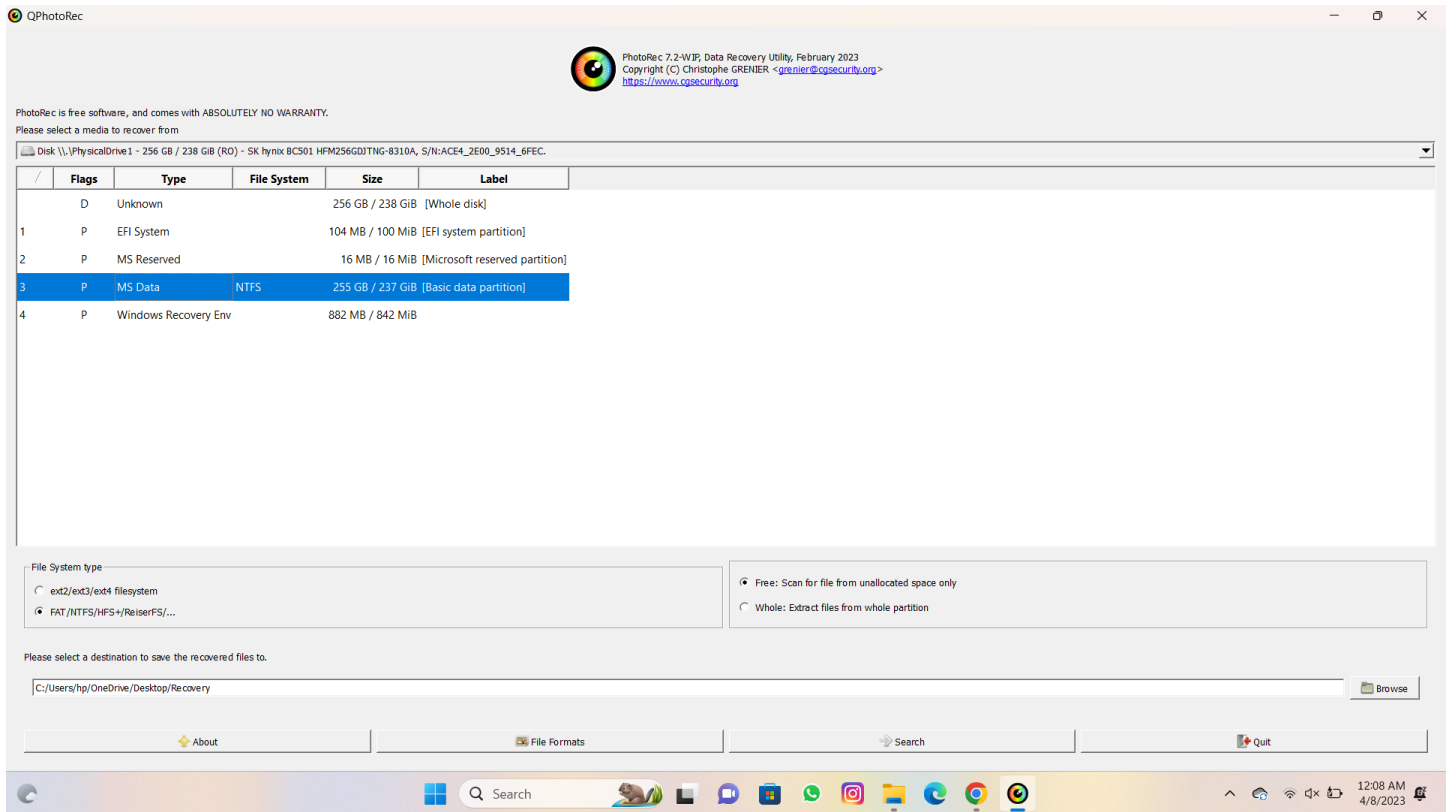 QPhotoRec
PhotoRec 7.2-WIP, Data Recovery Utility, February 2023
Copyright (C) Christophe GRENIER <grenier@cgsecurity.org>
https://www.cgsecurity.org
PhotoRec is free software, and comes with ABSOLUTELY NO WARRANTY.
Please select a media to recover from
Disk \\.\PhysicalDrive1 - 256 GB / 238 GiB (RO) - SK hynix BC501 HFM256GDJTNG-8310A, S/N:ACE4_2E00_9514_6FEC.
Flags Type File System Size Label
D Unknown 256 GB / 238 GiB [Whole disk]
1 P EFI System 104 MB / 100 MiB [EFI system partition]
2 P MS Reserved 16 MB / 16 MiB [Microsoft reserved partition]
3 P MS Data NTFS 255 GB / 237 GiB [Basic data partition]
4 P Windows Recovery Env 882 MB / 842 MiB
File System type
ext2/ext3/ext4 filesystem
FAT/NTFS/HFS+/ReiserFS/...
Free: Scan for file from unallocated space only
Whole: Extract files from whole partition
Please select a destination to save the recovered files to.
C:/Users/hp/OneDrive/Desktop/Recovery
Browse
About File Formats Search Quit
Search
12:08 AM
4/8/2023